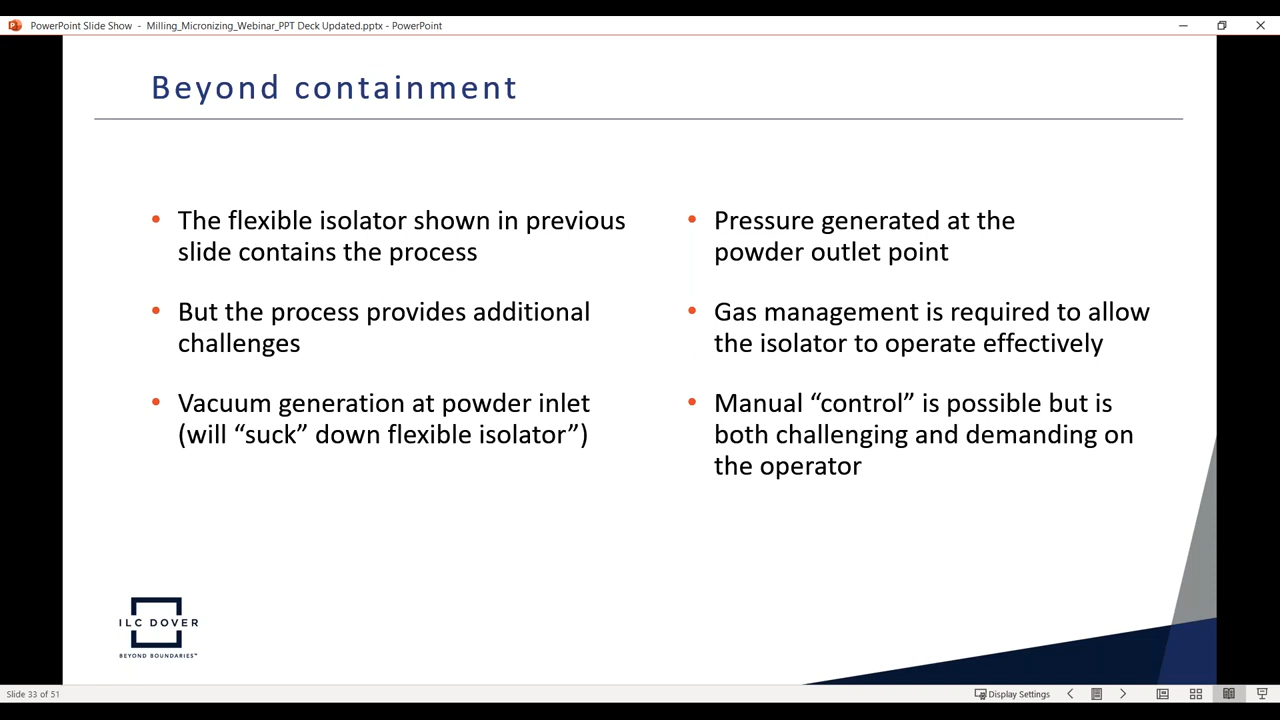 PowerPoint Slide Show - Milling_Micronizing_Webinar_PPT Deck Updated.pptx - PowerPoint
Beyond containment
• The flexible isolator shown in previous
slide contains the process
• But the process provides additional
challenges
• Vacuum generation at powder inlet
(will “suck” down flexible isolator”)
• Pressure generated at the
powder outlet point
• Gas management is required to allow
the isolator to operate effectively
• Manual “control” is possible but is
both challenging and demanding on
the operator
ILC DOVER
BEYOND BOUNDARIES™
Slide 33 of 51
Display Settings